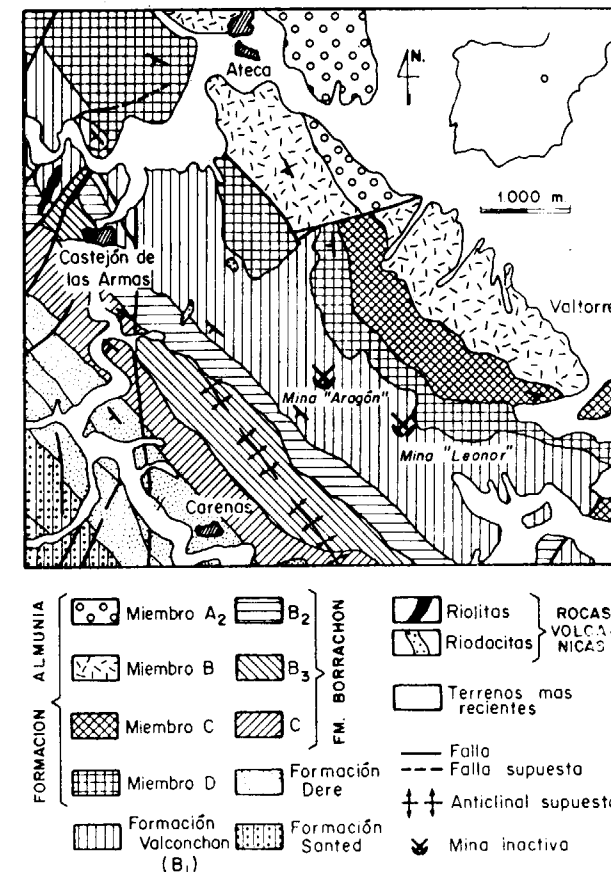 Ateca
N.
1.000 m
Castejón de
las Armas
Valtorre
Mina "Aragón"
Mina "Leonor"
Carenas
FORMACION ALMUNIA
Miembro A2
Miembro B
Miembro C
Miembro D
Formación
Valconchan
(B1)
B2
B3
C
FM. BORRACHON
Formación
Dere
Formación
Santed
Riolitas
Riodacitas
ROCAS
VOLCA-
NICAS
Terrenos mas
recientes
Falla
Falla supuesta
Anticlinal supuesto
Mina inactiva